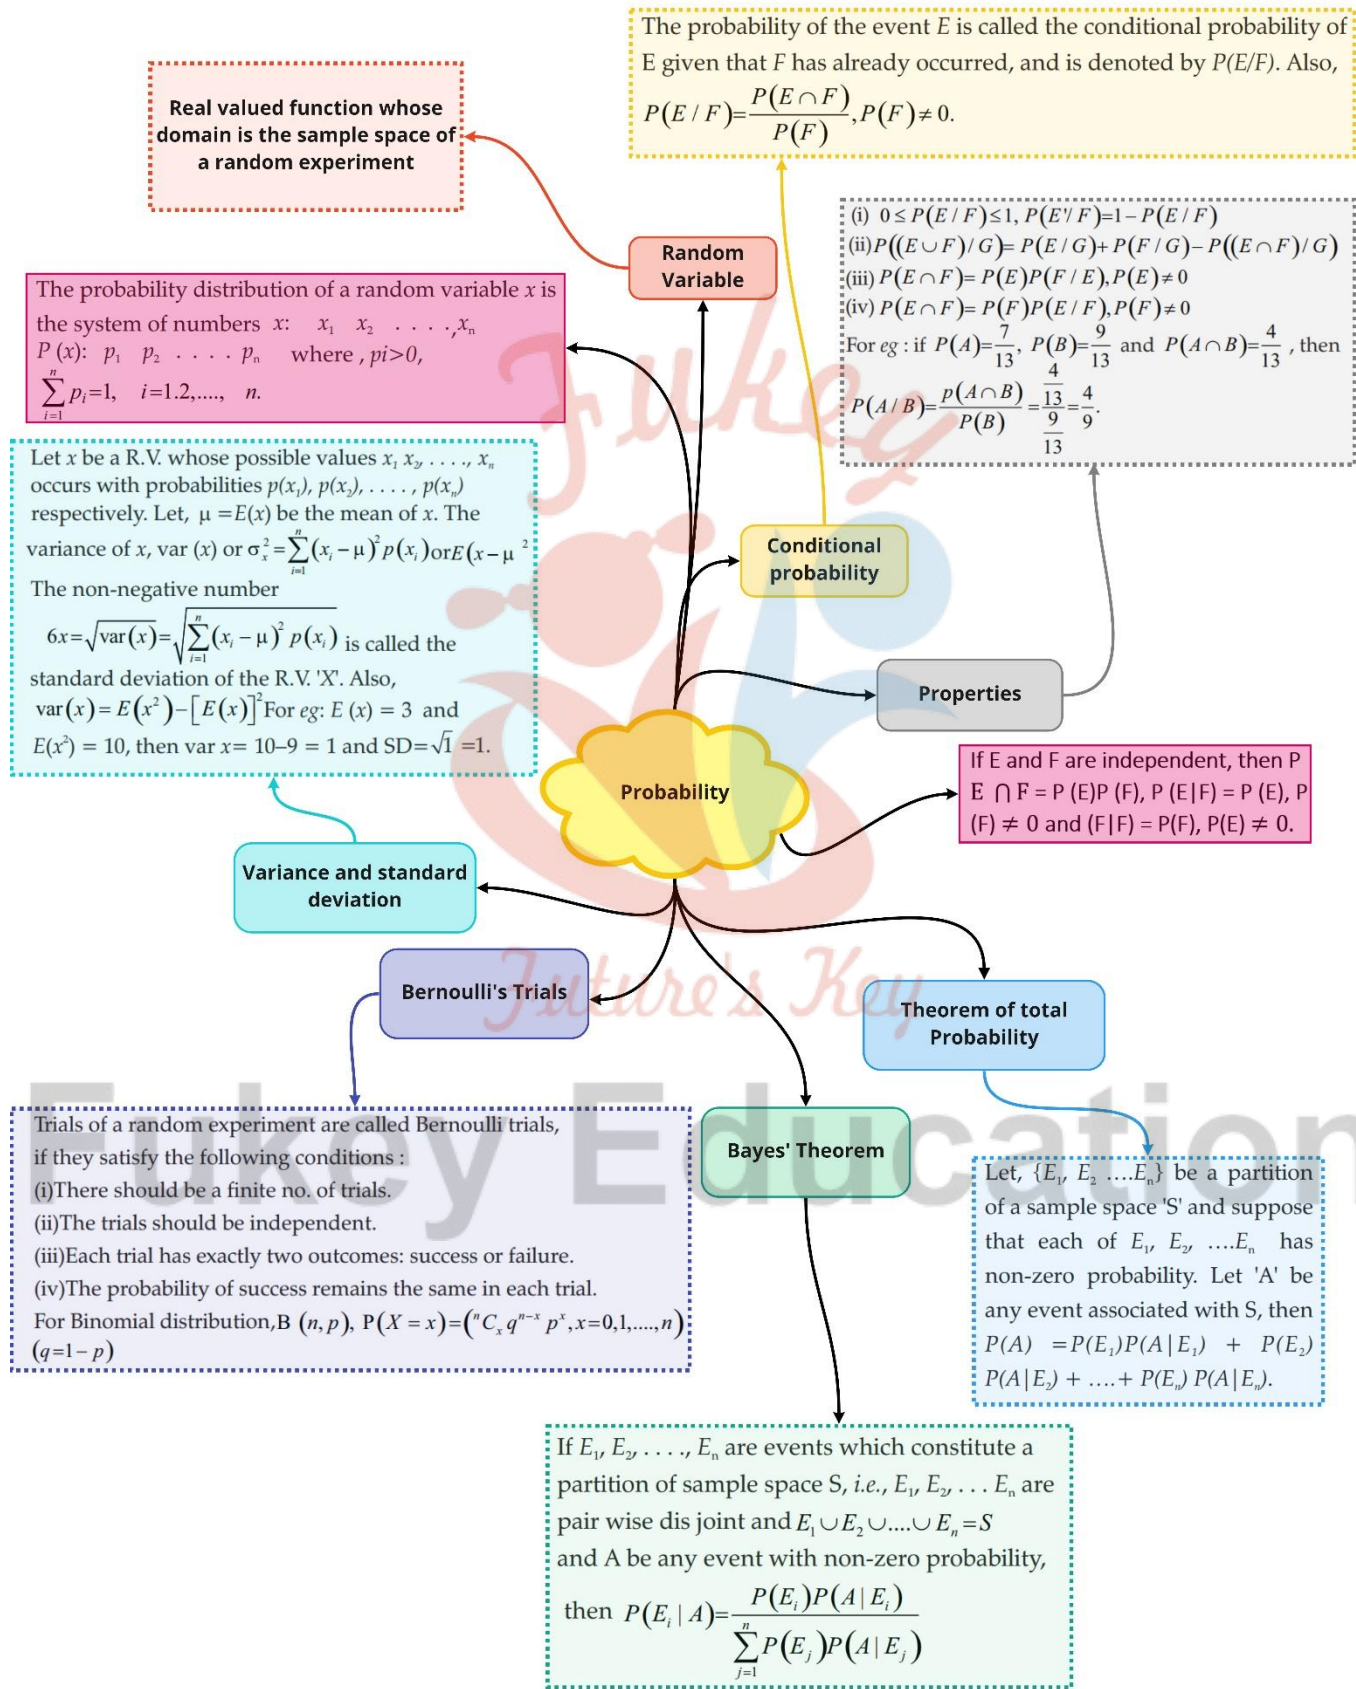 The probability of the event E is called the conditional probability of
E given that F has already occurred, and is denoted by P(E/F). Also,
P(E / F)= P(E ∩ F) / P(F), P(F) ≠ 0.
Real valued function whose
domain is the sample space of
a random experiment
(i) 0 ≤ P(E / F) ≤ 1, P(E'/ F)=1 − P(E / F)
(ii) P((E ∪ F)/ G)= P(E / G)+ P(F / G)− P((E ∩ F)/ G)
(iii) P(E ∩ F)= P(E)P(F / E), P(E) ≠ 0
(iv) P(E ∩ F)= P(F)P(E / F), P(F) ≠ 0
For eg : if P(A)= 7/13, P(B)= 9/13 and P(A ∩ B)= 4/13 , then
P(A / B)= p(A ∩ B)/P(B) = (4/13)/(9/13) = 4/9.
Random
Variable
The probability distribution of a random variable x is
the system of numbers x: x₁ x₂ . . . ., xₙ
P (x): p₁ p₂ . . . . pₙ where , pi>0,
∑ⁿᵢ₌₁ pᵢ=1, i=1.2,...., n.
Let x be a R.V. whose possible values x₁ x₂, . . . ., xₙ
occurs with probabilities p(x₁), p(x₂), . . . . , p(xₙ)
respectively. Let, μ = E(x) be the mean of x. The
variance of x, var (x) or σₓ² = ∑ⁿᵢ₌₁ (xᵢ − μ)² p(xᵢ) or E(x − μ ²
The non-negative number
6x = √var(x) = √∑ⁿᵢ₌₁ (xᵢ − μ)² p(xᵢ) is called the
standard deviation of the R.V. 'X'. Also,
var(x) = E(x²) − [E(x)]² For eg: E (x) = 3 and
E(x²) = 10, then var x= 10–9 = 1 and SD=√1 =1.
Conditional
probability
Properties
Probability
If E and F are independent, then P
E ∩ F = P (E)P (F), P (E|F) = P (E), P
(F) ≠ 0 and (F|F) = P(F), P(E) ≠ 0.
Variance and standard
deviation
Bernoulli's Trials
Theorem of total
Probability
Bayes' Theorem
Trials of a random experiment are called Bernoulli trials,
if they satisfy the following conditions :
(i)There should be a finite no. of trials.
(ii)The trials should be independent.
(iii)Each trial has exactly two outcomes: success or failure.
(iv)The probability of success remains the same in each trial.
For Binomial distribution, B (n, p), P(X = x)=(ⁿCₓ qⁿ⁻ˣ pˣ, x=0,1,....,n)
(q=1 − p)
Let, {E₁, E₂ ....Eₙ} be a partition
of a sample space 'S' and suppose
that each of E₁, E₂, ....Eₙ has
non-zero probability. Let 'A' be
any event associated with S, then
P(A) =P(E₁)P(A|E₁) + P(E₂)
P(A|E₂) + ....+ P(Eₙ) P(A|Eₙ).
If E₁, E₂, . . . ., Eₙ are events which constitute a
partition of sample space S, i.e., E₁, E₂, . . . Eₙ are
pair wise dis joint and E₁ ∪ E₂ ∪ .... ∪ Eₙ = S
and A be any event with non-zero probability,
then P(Eᵢ | A)= P(Eᵢ)P(A | Eᵢ) / ∑ⁿⱼ₌₁ P(Eⱼ)P(A | Eⱼ)
Fukey
Future's Key
Fukey Education